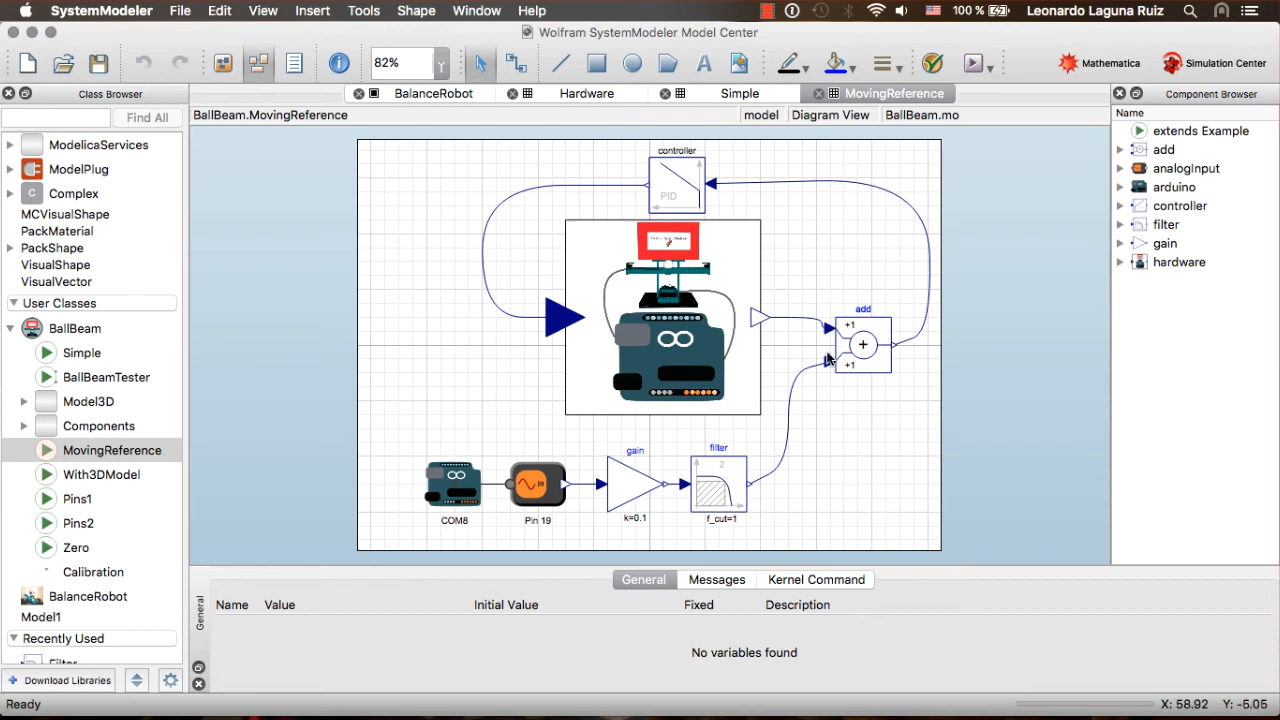 SystemModeler File Edit View Insert Tools Shape Window Help 100 % Leonardo Laguna Ruiz
Wolfram SystemModeler Model Center
82% A Mathematica Simulation Center
Class Browser BalanceRobot Hardware Simple MovingReference Component Browser
Find All
BallBeam.MovingReference model Diagram View BallBeam.mo
Name
extends Example
add
analogInput
arduino
controller
filter
gain
hardware
ModelicaServices
ModelPlug
C Complex
MCVisualShape
PackMaterial
PackShape
VisualShape
VisualVector
User Classes
BallBeam
Simple
BallBeamTester
Model3D
Components
MovingReference
With3DModel
Pins1
Pins2
Zero
Calibration
BalanceRobot
Model1
Recently Used
Filter
Download Libraries
controller
PID
add
+1
+
+1
gain
filter
2
In
COM8
Pin 19
k=0.1
f_cut=1
General Messages Kernel Command
General
Name Value Initial Value Fixed Description
No variables found
Ready
X: 58.92 Y: -5.05